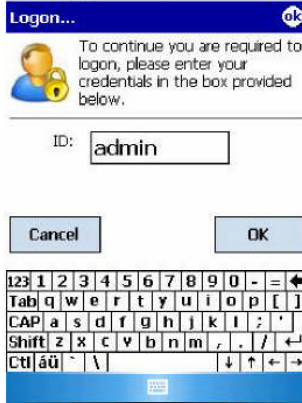 Logon... ok
To continue you are required to
logon, please enter your
credentials in the box provided
below.
ID: admin
Cancel OK
123 1 2 3 4 5 6 7 8 9 0 - = ←
Tab q w e r t y u i o p [ ]
CAP a s d f g h j k l ; '
Shift z x c v b n m , . / ↵
Ctl áü ` \ ↓ ↑ ← →